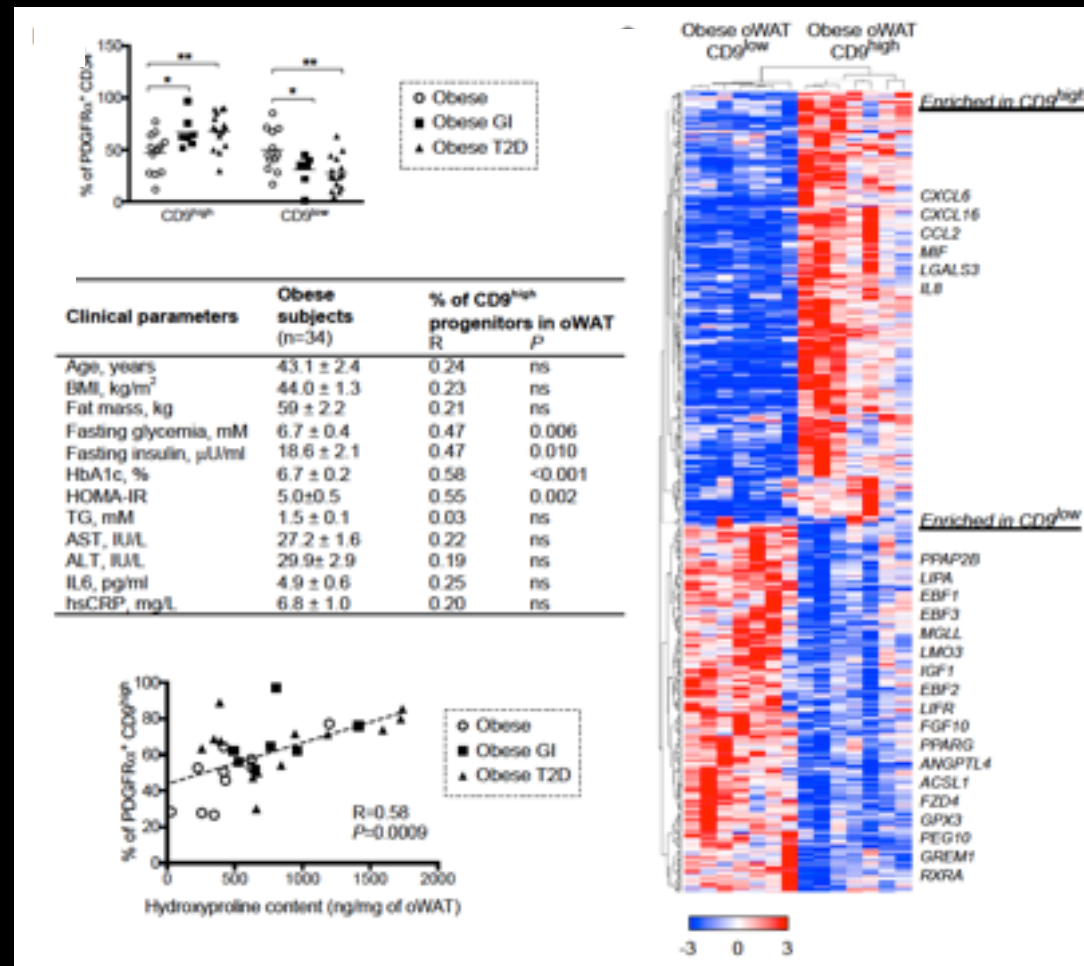 150
100
50
0
% of PDGFRα⁺
**
*
**
*
CD9high
CD9low
Obese
Obese GI
Obese T2D
Clinical parameters Obese subjects (n=34) % of CD9high progenitors in oWAT
R P
Age, years 43.1 ± 2.4 0.24 ns
BMI, kg/m² 44.0 ± 1.3 0.23 ns
Fat mass, kg 59 ± 2.2 0.21 ns
Fasting glycemia, mM 6.7 ± 0.4 0.47 0.006
Fasting insulin, μU/ml 18.6 ± 2.1 0.47 0.010
HbA1c, % 6.7 ± 0.2 0.58 <0.001
HOMA-IR 5.0±0.5 0.55 0.002
TG, mM 1.5 ± 0.1 0.03 ns
AST, IU/L 27.2 ± 1.6 0.22 ns
ALT, IU/L 29.9± 2.9 0.19 ns
IL6, pg/ml 4.9 ± 0.6 0.25 ns
hsCRP, mg/L 6.8 ± 1.0 0.20 ns
% of PDGFRα⁺ CD9high
100
80
60
40
20
0
R=0.58
P=0.0009
0 500 1000 1500 2000
Hydroxyproline content (ng/mg of oWAT)
Obese
Obese GI
Obese T2D
Obese oWAT CD9low
Obese oWAT CD9high
Enriched in CD9high
CXCL6
CXCL16
CCL2
MIF
LGALS3
IL8
Enriched in CD9low
PPAP2B
LIPA
EBF1
EBF3
MGLL
LMO3
IGF1
EBF2
LIFR
FGF10
PPARG
ANGPTL4
ACSL1
FZD4
GPX3
PEG10
GREM1
RXRA
-3 0 3